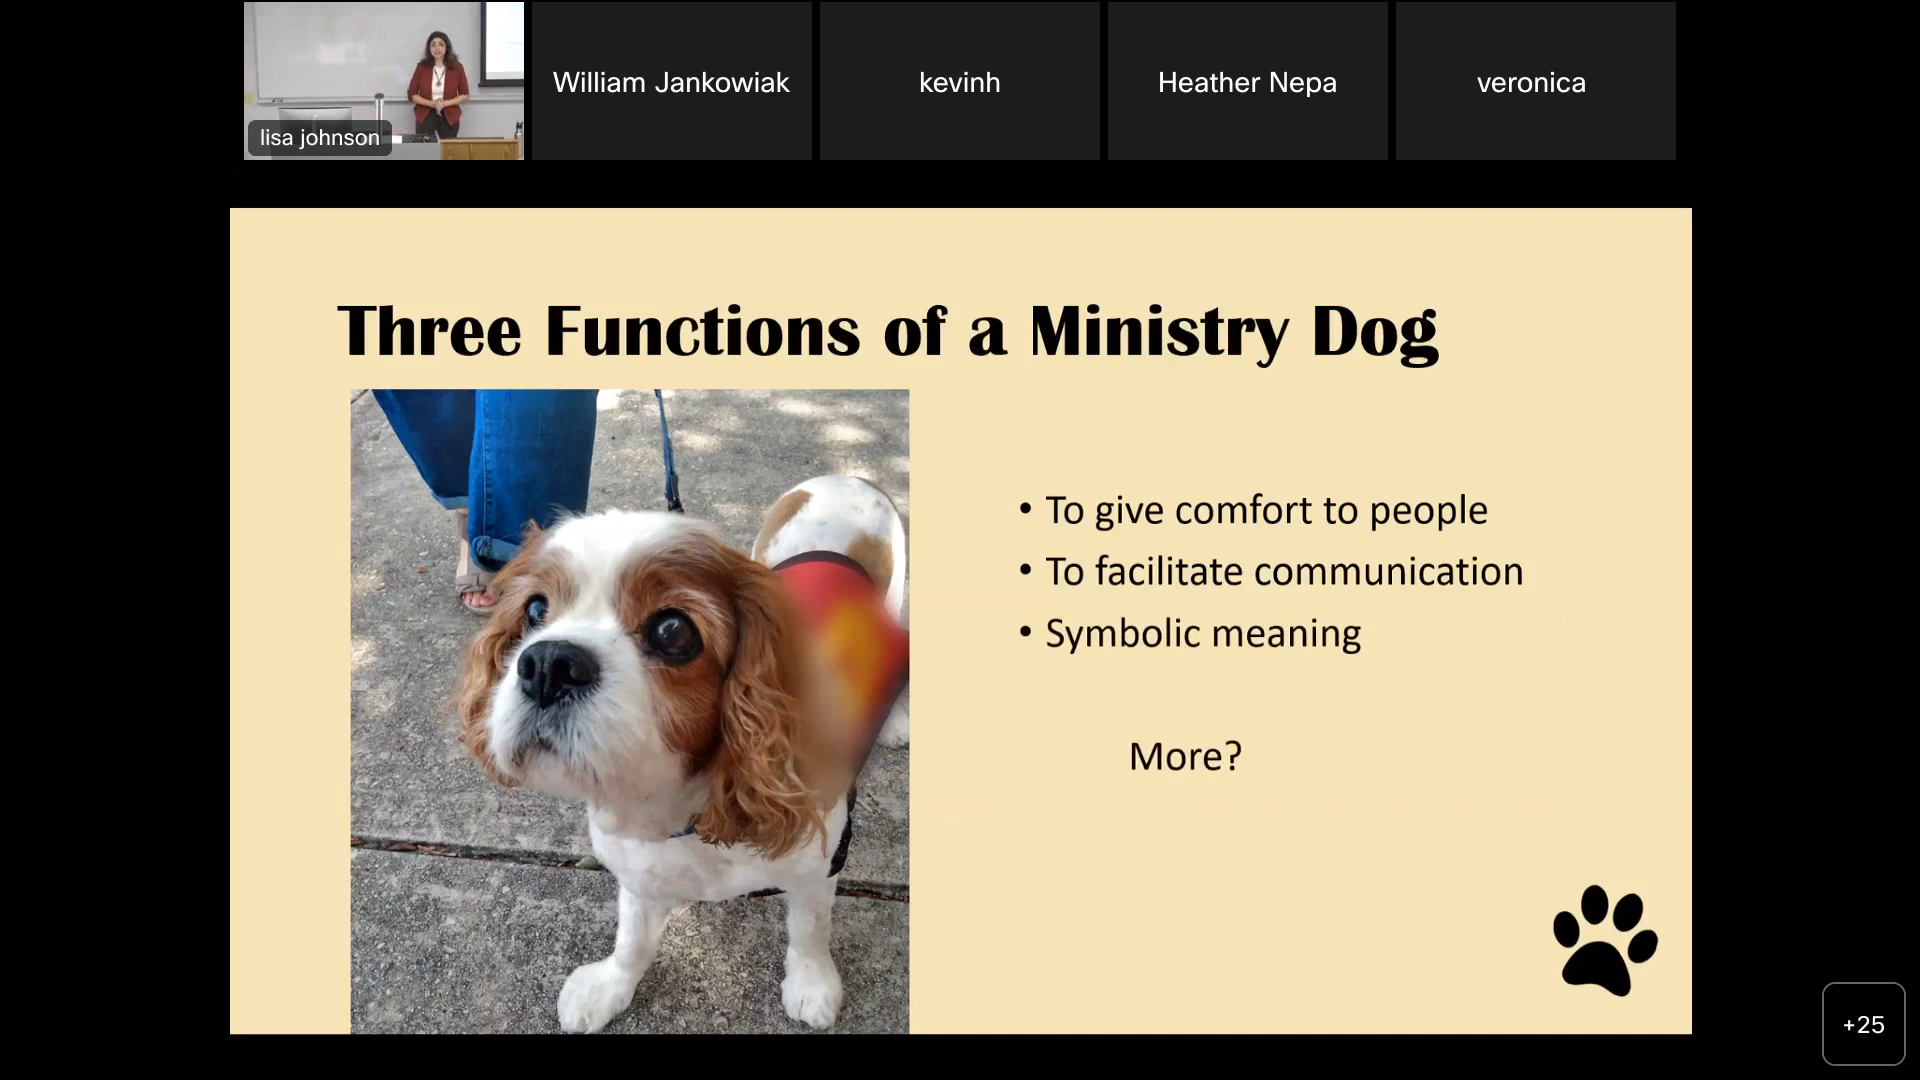 lisa johnson
William Jankowiak
kevinh
Heather Nepa
veronica
Three Functions of a Ministry Dog
• To give comfort to people
• To facilitate communication
• Symbolic meaning
More?
+25